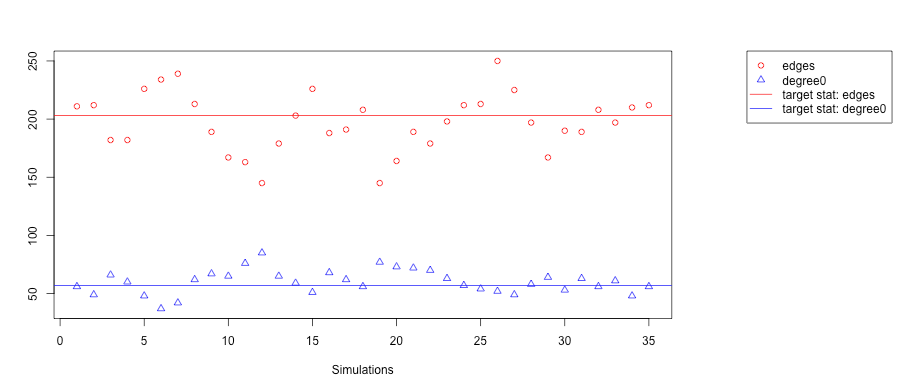 250
200
150
100
50
0 5 10 15 20 25 30 35
Simulations
edges
degree0
target stat: edges
target stat: degree0